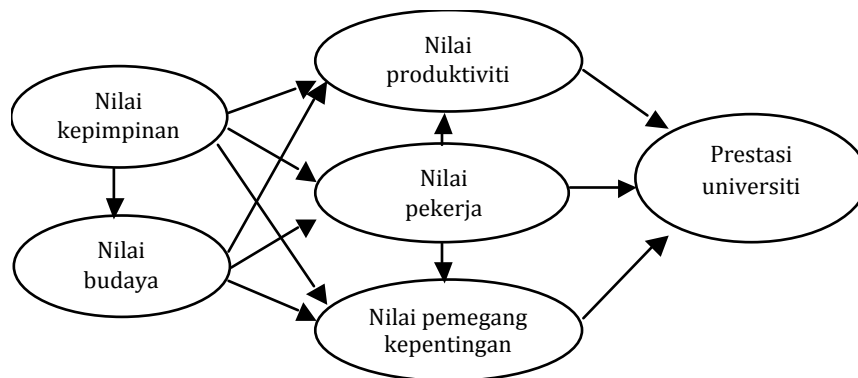 Nilai
produktiviti
Nilai
kepimpinan
Prestasi
universiti
Nilai
pekerja
Nilai
budaya
Nilai pemegang
kepentingan